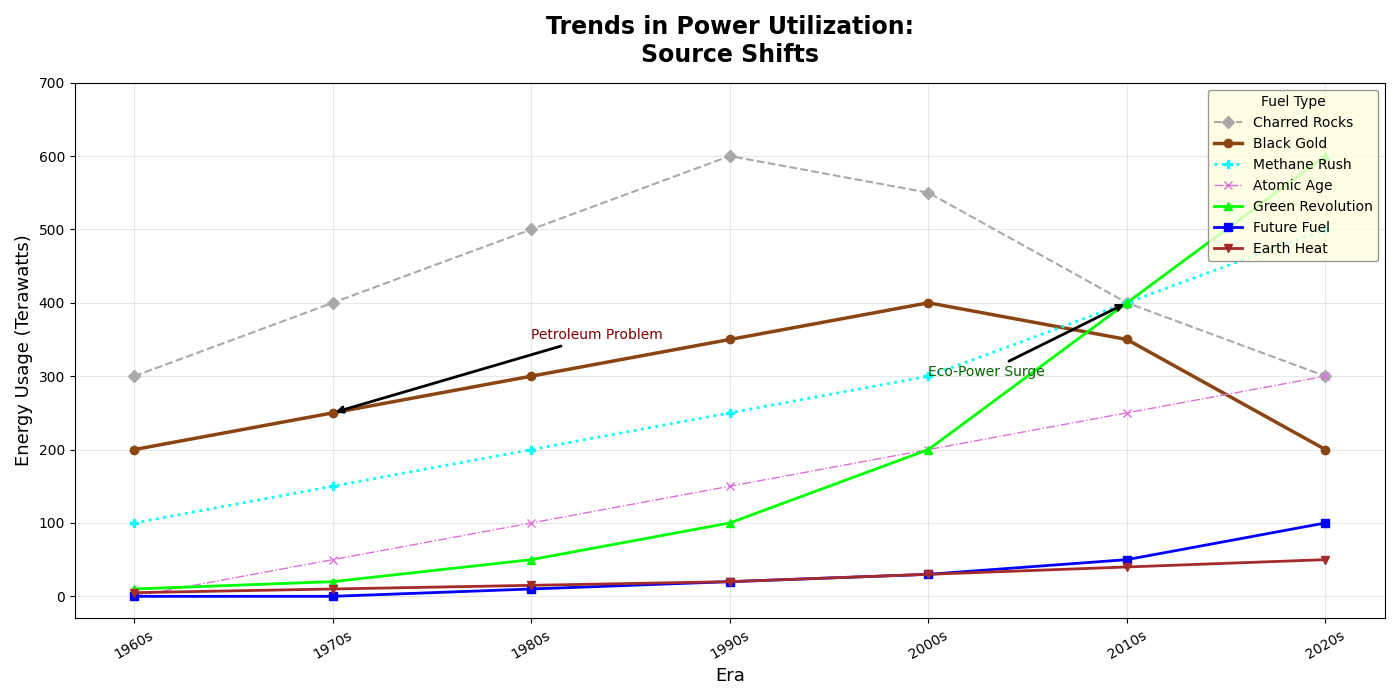 Trends in Power Utilization:
Source Shifts
Energy Usage (Terawatts)
700
600
500
400
300
200
100
0
Fuel Type
Charred Rocks
Black Gold
Methane Rush
Atomic Age
Green Revolution
Future Fuel
Earth Heat
Petroleum Problem
Eco-Power Surge
1960s
1970s
1980s
1990s
2000s
2010s
2020s
Era